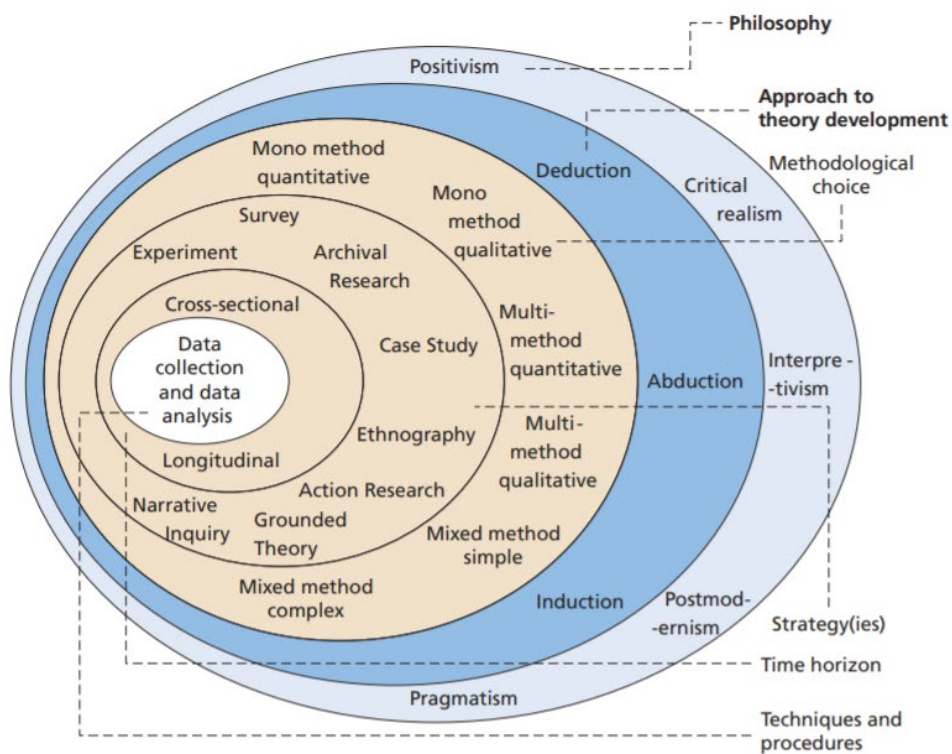 Philosophy
Positivism
Approach to
theory development
Mono method
quantitative
Deduction
Methodological
choice
Mono
method
qualitative
Critical
realism
Survey
Experiment
Archival
Research
Cross-sectional
Multi-
method
quantitative
Data
collection
and data
analysis
Case Study
Abduction
Interpre-
-tivism
Ethnography
Multi-
method
qualitative
Longitudinal
Action Research
Narrative
Inquiry
Grounded
Theory
Mixed method
simple
Mixed method
complex
Induction
Postmod-
-ernism
Strategy(ies)
Time horizon
Pragmatism
Techniques and
procedures